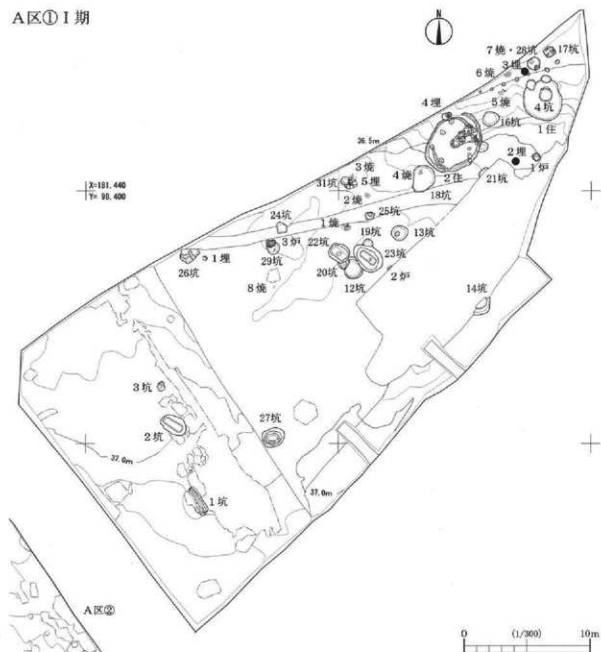 A区①Ⅰ期
N
7焼・28坑
17坑
3埋
6焼
4坑
5焼
4埋
16坑
1住
36.5m
2埋
3焼
1炉
X=181.440
Y= 90.400
31坑
5埋
4焼
2住
21坑
18坑
2焼
24坑
25坑
1焼
19坑
13坑
3炉
22坑
1埋
29坑
23坑
26坑
20坑
2炉
8焼
12坑
14坑
3坑
2坑
27坑
37.0m
37.0m
1坑
A区②
0
(1/300)
10m